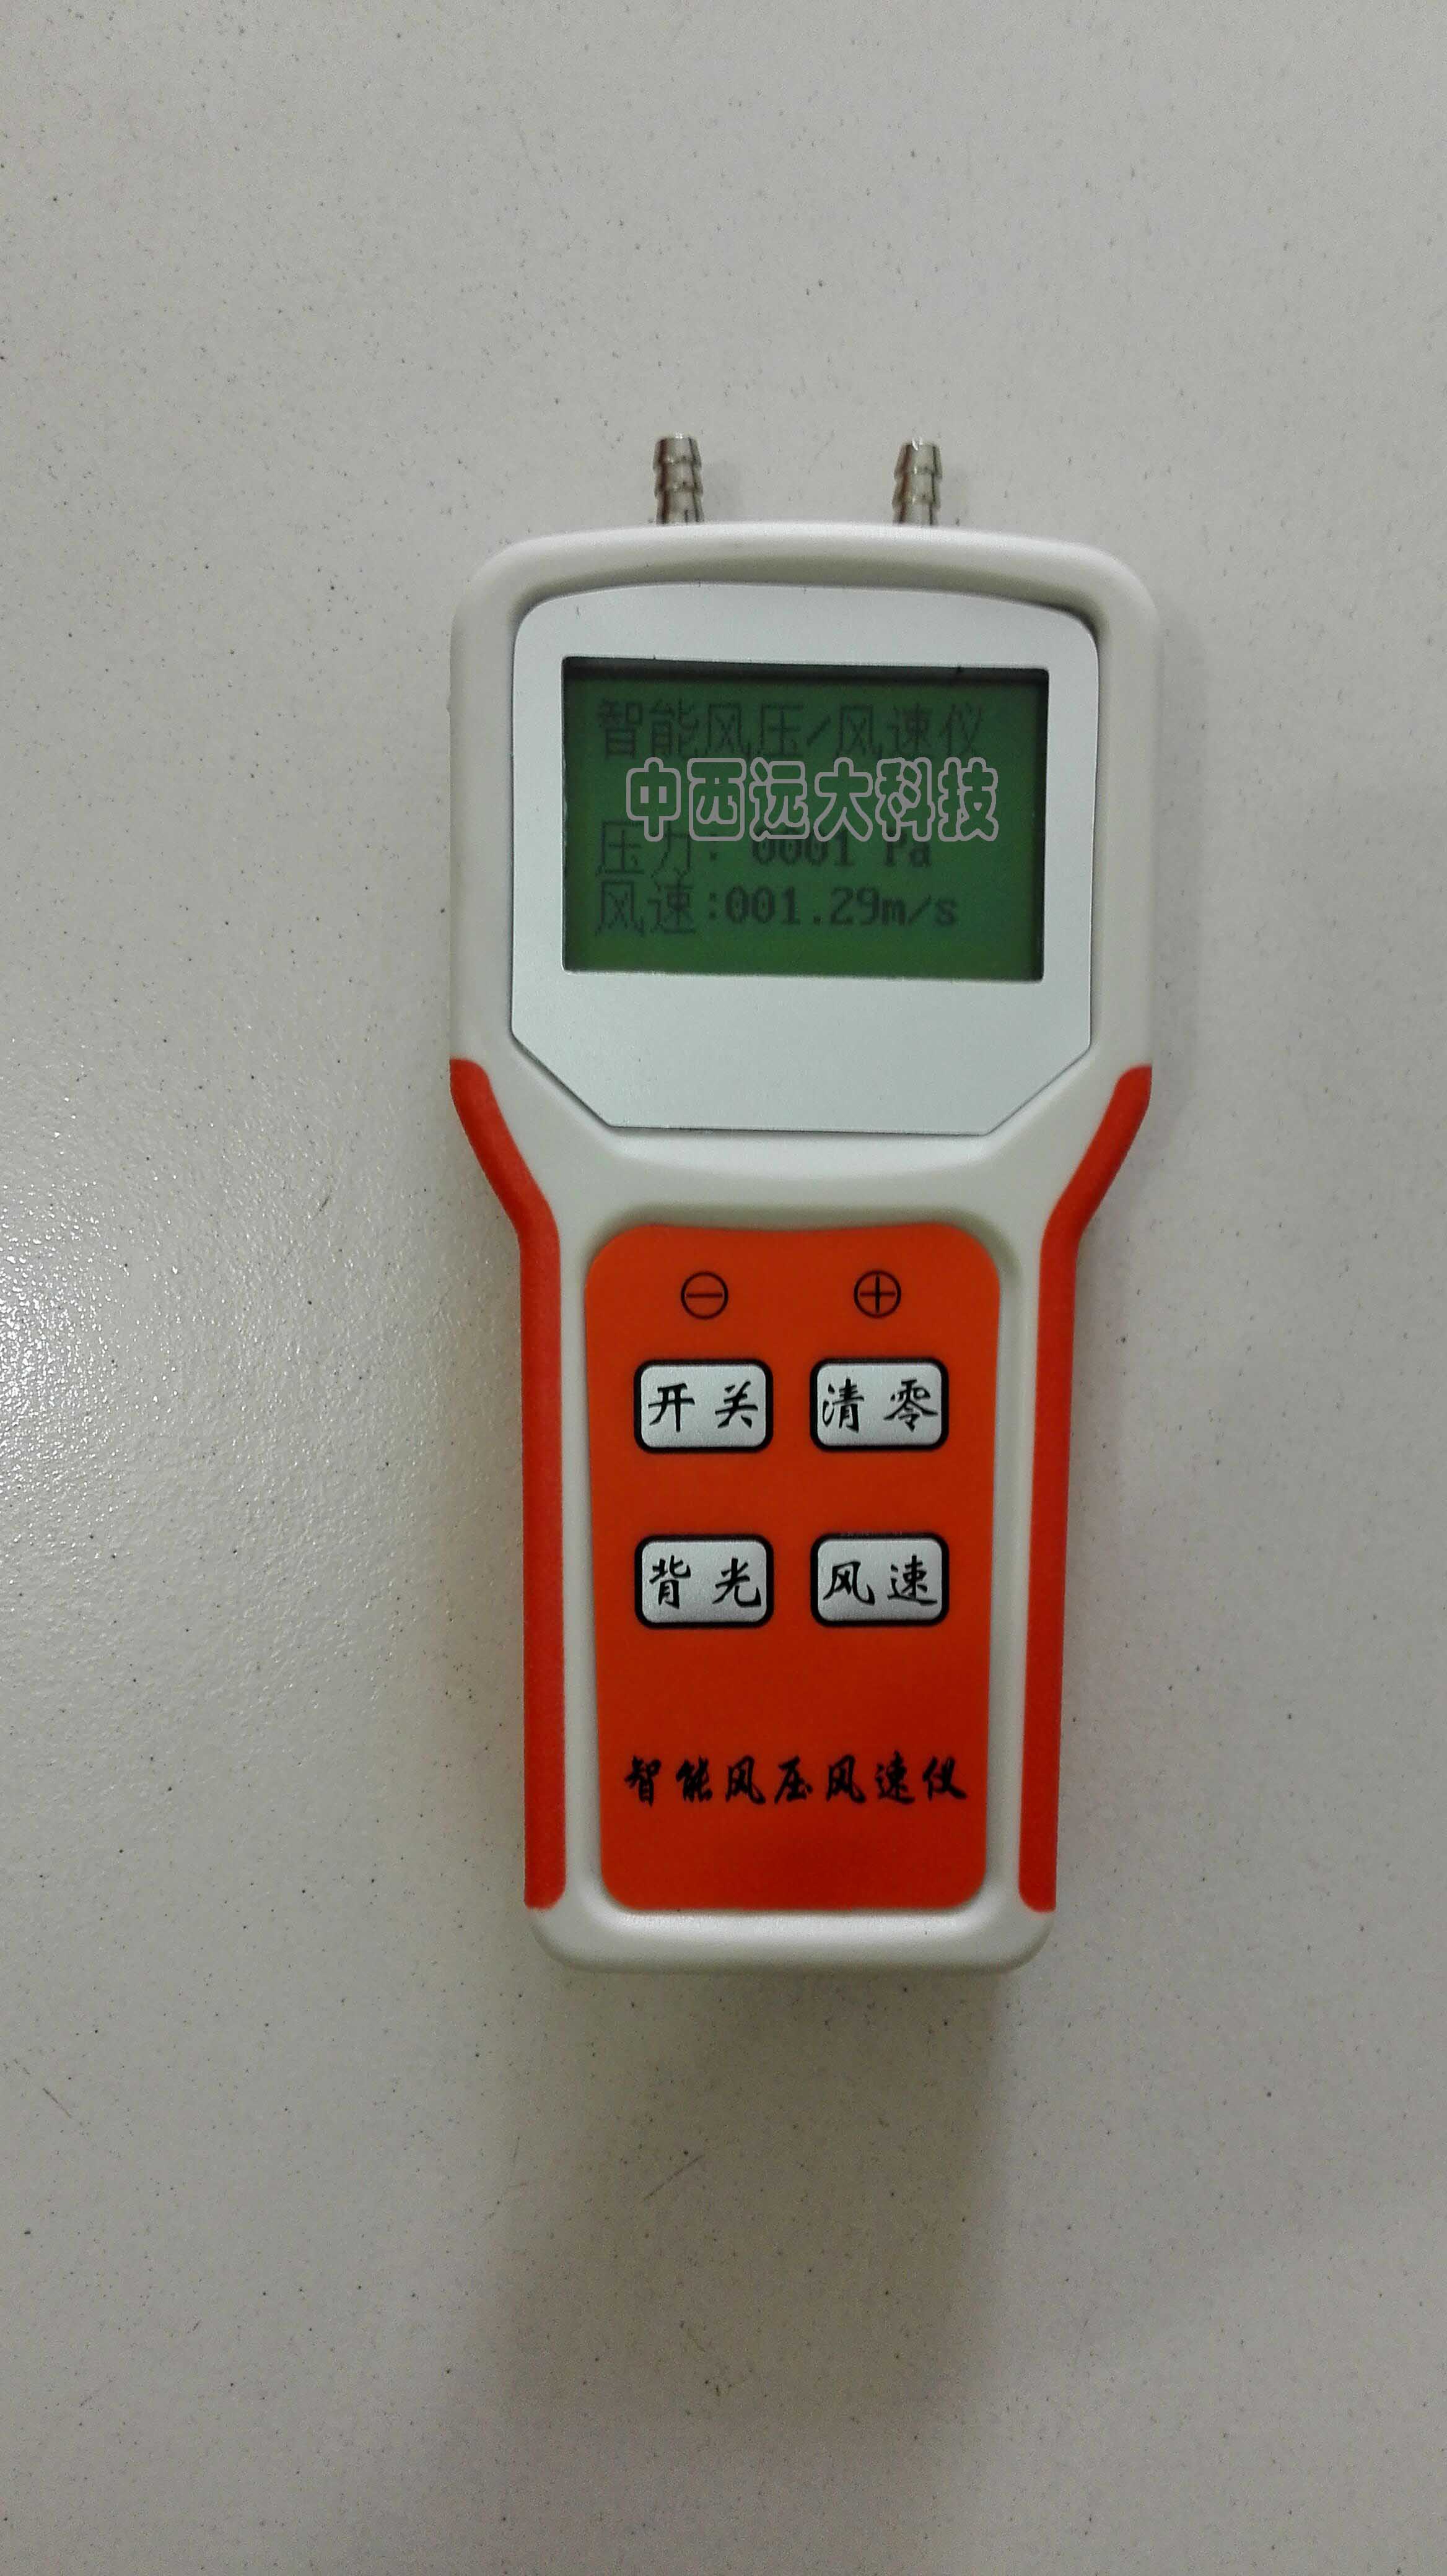 智能风压/风速仪
中西远大科技
压力: 0001 Pa
风速:001.29m/s
⊖ ⊕
开关 清零
背光 风速
智能风压风速仪